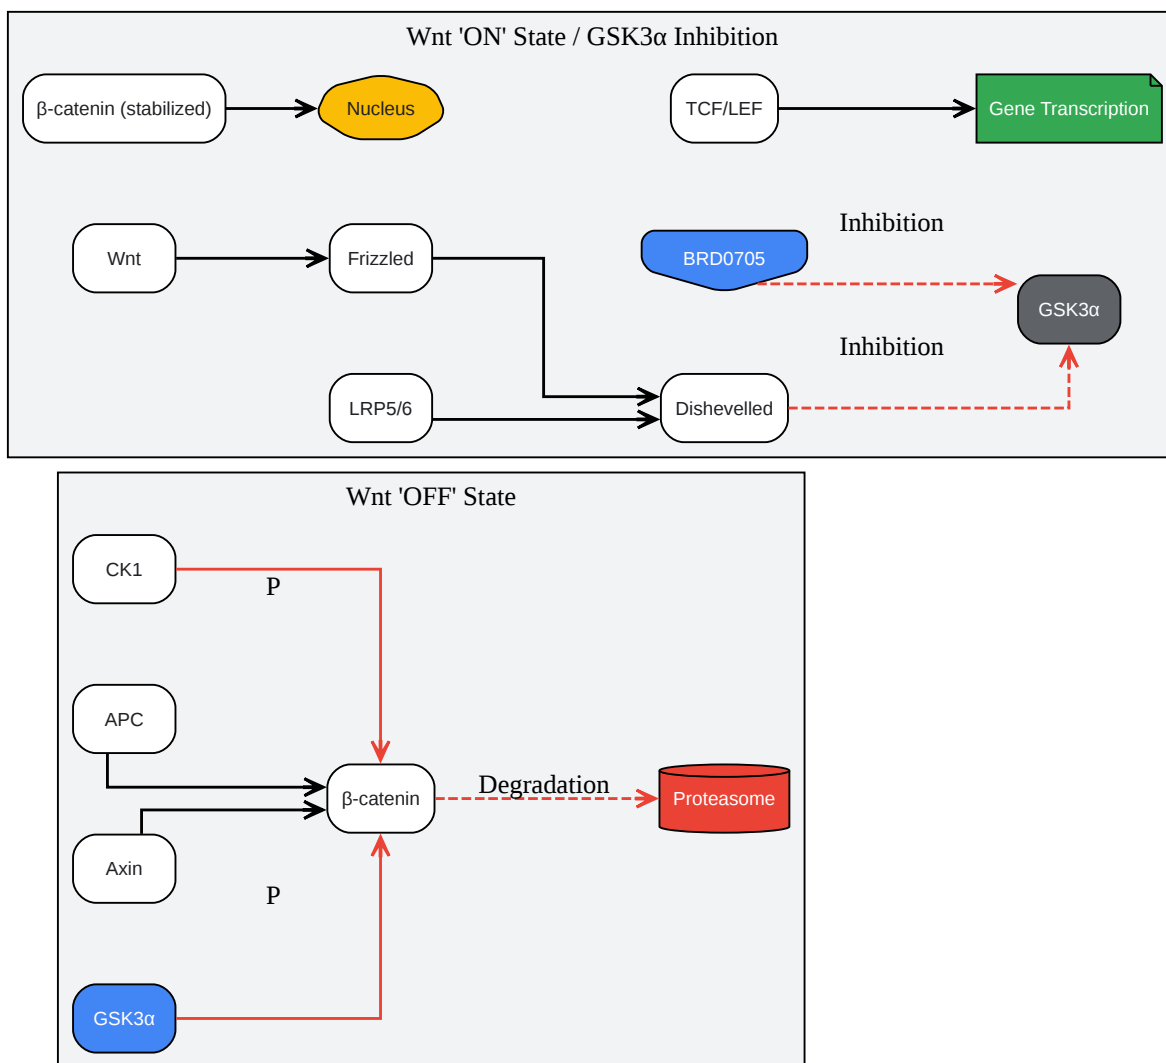 Wnt 'ON' State / GSK3α Inhibition
β-catenin (stabilized)
Nucleus
TCF/LEF
Gene Transcription
Wnt
Frizzled
BRD0705
Inhibition
GSK3α
Inhibition
LRP5/6
Dishevelled
Wnt 'OFF' State
CK1
P
APC
β-catenin
Degradation
Proteasome
Axin
P
GSK3α